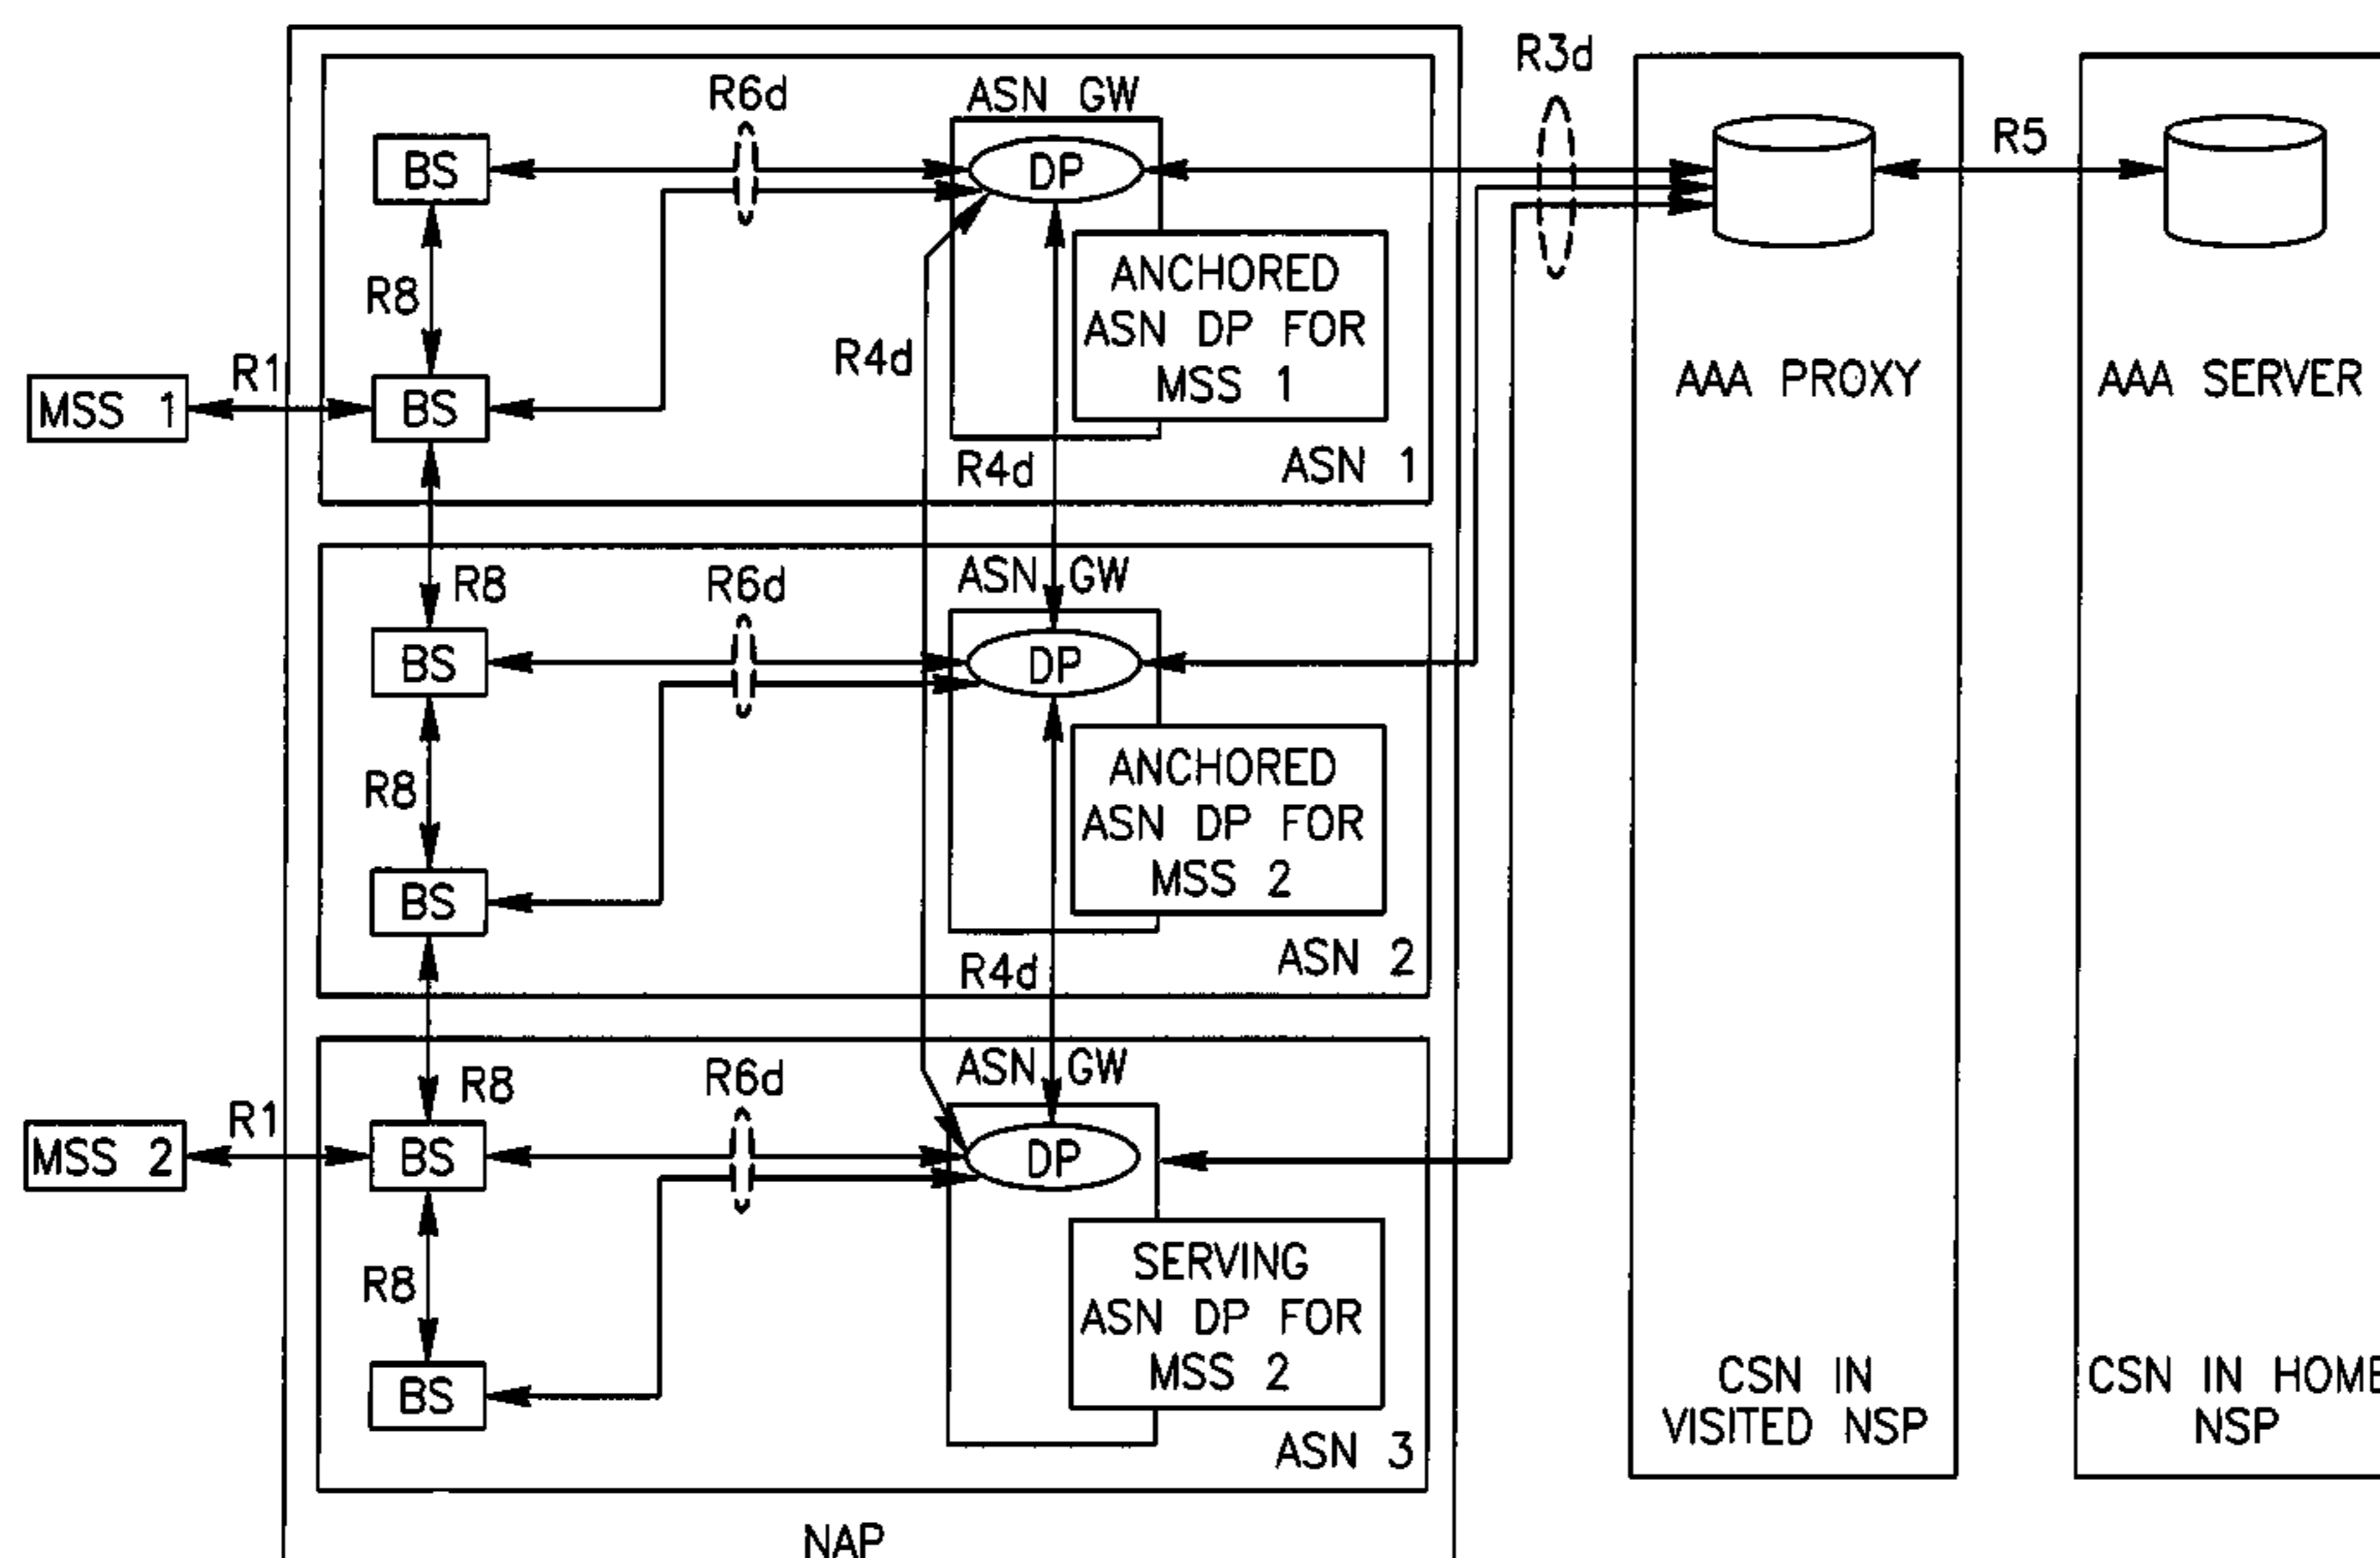 R3d
R6d
ASN GW
BS
DP
R5
R8
ANCHORED
ASN DP FOR
MSS 1
R4d
AAA PROXY
AAA SERVER
R1
MSS 1
BS
R4d
ASN 1
R8
R6d
ASN GW
BS
DP
R8
ANCHORED
ASN DP FOR
MSS 2
BS
R4d
ASN 2
R8
R6d
ASN GW
R1
MSS 2
BS
DP
R8
SERVING
ASN DP FOR
MSS 2
BS
ASN 3
CSN IN
VISITED NSP
CSN IN HOME
NSP
NAP